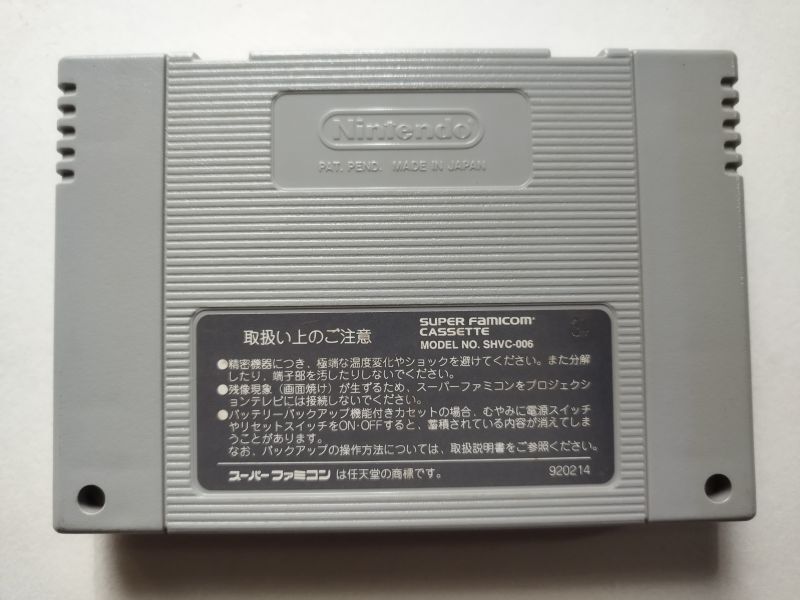 Nintendo
PAT. PEND. MADE IN JAPAN
取扱い上のご注意
SUPER FAMICOM
CASSETTE
MODEL NO. SHVC-006
●精密機器につき、極端な温度変化やショックを避けてください。また分解
したり、端子部を汚したりしないでください。
●残像現象（画面焼け）が生ずるため、スーパーファミコンをプロジェクシ
ョンテレビには接続しないでください。
●バッテリーバックアップ機能付きカセットの場合、むやみに電源スイッチ
やリセットスイッチをON·OFFすると、蓄積されている内容が消えてしま
うことがあります。
なお、バックアップの操作方法については、取扱説明書をご参照ください。
スーパーファミコン は任天堂の商標です。
920214